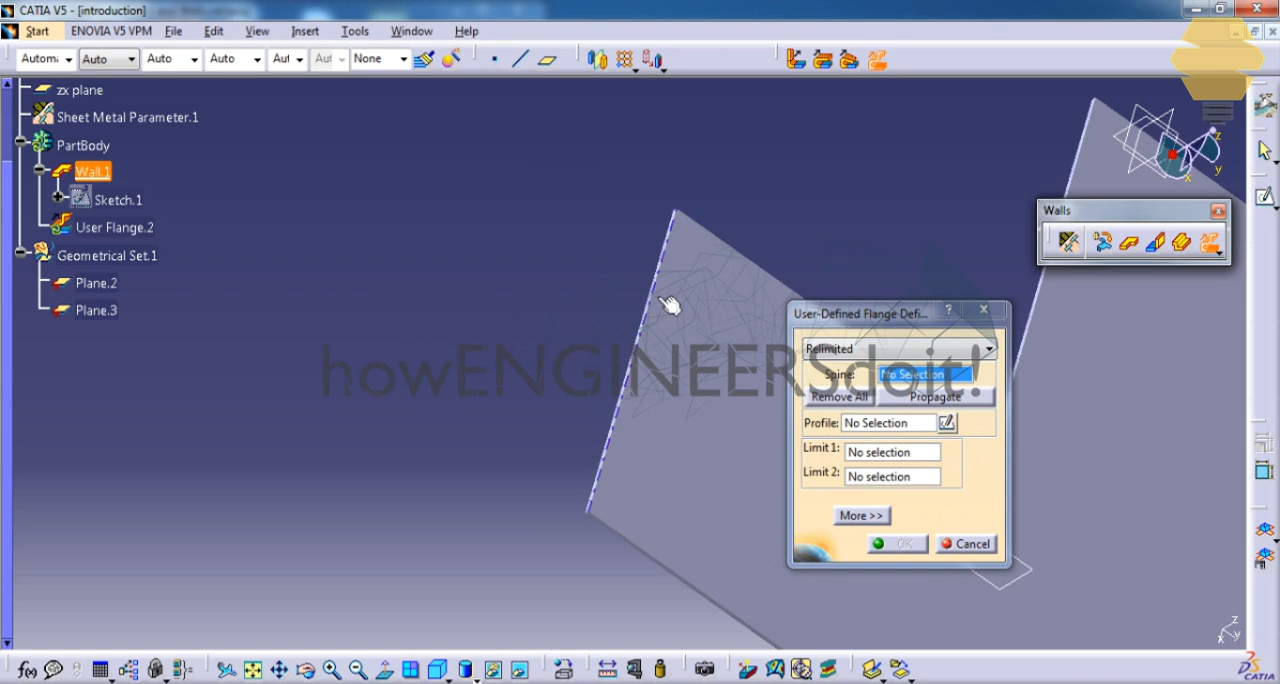 CATIA V5 - [introduction]
Start ENOVIA V5 VPM File Edit View Insert Tools Window Help
Autom: Auto Auto Auto Aut Aut None
zx plane
Sheet Metal Parameter.1
PartBody
Wall.1
Sketch.1
User Flange.2
Geometrical Set.1
Plane.2
Plane.3
z
x
y
Walls
User-Defined Flange Defi...
Relimited
Spine: No Selection
Remove All Propagate
Profile: No Selection
Limit 1: No selection
Limit 2: No selection
More >>
OK Cancel
howENGINEERSdoit!
z
x y
f(x)
CATIA